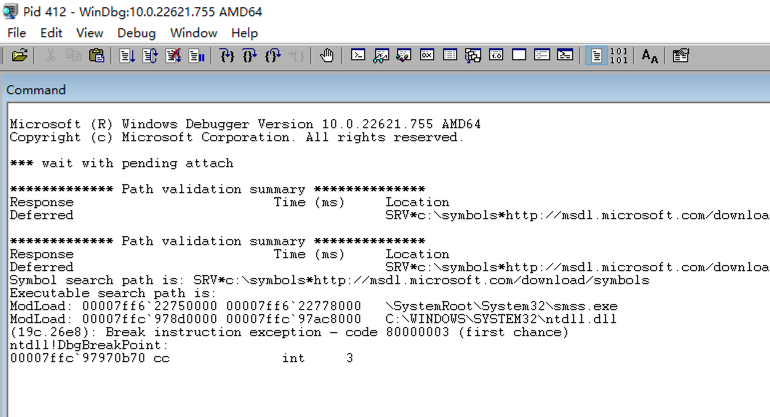 Pid 412 - WinDbg:10.0.22621.755 AMD64
File Edit View Debug Window Help
Command
Microsoft (R) Windows Debugger Version 10.0.22621.755 AMD64
Copyright (c) Microsoft Corporation. All rights reserved.
*** wait with pending attach
************* Path validation summary **************
Response Time (ms) Location
Deferred SRV*c:\symbols*http://msdl.microsoft.com/downloa
************* Path validation summary **************
Response Time (ms) Location
Deferred SRV*c:\symbols*http://msdl.microsoft.com/downloa
Symbol search path is: SRV*c:\symbols*http://msdl.microsoft.com/download/symbols
Executable search path is:
ModLoad: 00007ff6`22750000 00007ff6`22778000 \SystemRoot\System32\smss.exe
ModLoad: 00007ffc`978d0000 00007ffc`97ac8000 C:\WINDOWS\SYSTEM32\ntdll.dll
(19c.26e8): Break instruction exception - code 80000003 (first chance)
ntdll!DbgBreakPoint:
00007ffc`97970b70 cc int 3